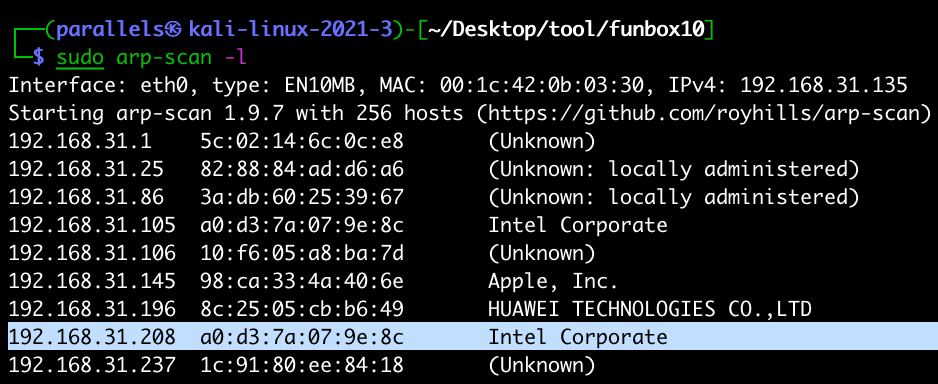 (parallels㉿kali-linux-2021-3)-[~/Desktop/tool/funbox10]
$ sudo arp-scan -l
Interface: eth0, type: EN10MB, MAC: 00:1c:42:0b:03:30, IPv4: 192.168.31.135
Starting arp-scan 1.9.7 with 256 hosts (https://github.com/royhills/arp-scan)
192.168.31.1 5c:02:14:6c:0c:e8 (Unknown)
192.168.31.25 82:88:84:ad:d6:a6 (Unknown: locally administered)
192.168.31.86 3a:db:60:25:39:67 (Unknown: locally administered)
192.168.31.105 a0:d3:7a:07:9e:8c Intel Corporate
192.168.31.106 10:f6:05:a8:ba:7d (Unknown)
192.168.31.145 98:ca:33:4a:40:6e Apple, Inc.
192.168.31.196 8c:25:05:cb:b6:49 HUAWEI TECHNOLOGIES CO.,LTD
192.168.31.208 a0:d3:7a:07:9e:8c Intel Corporate
192.168.31.237 1c:91:80:ee:84:18 (Unknown)